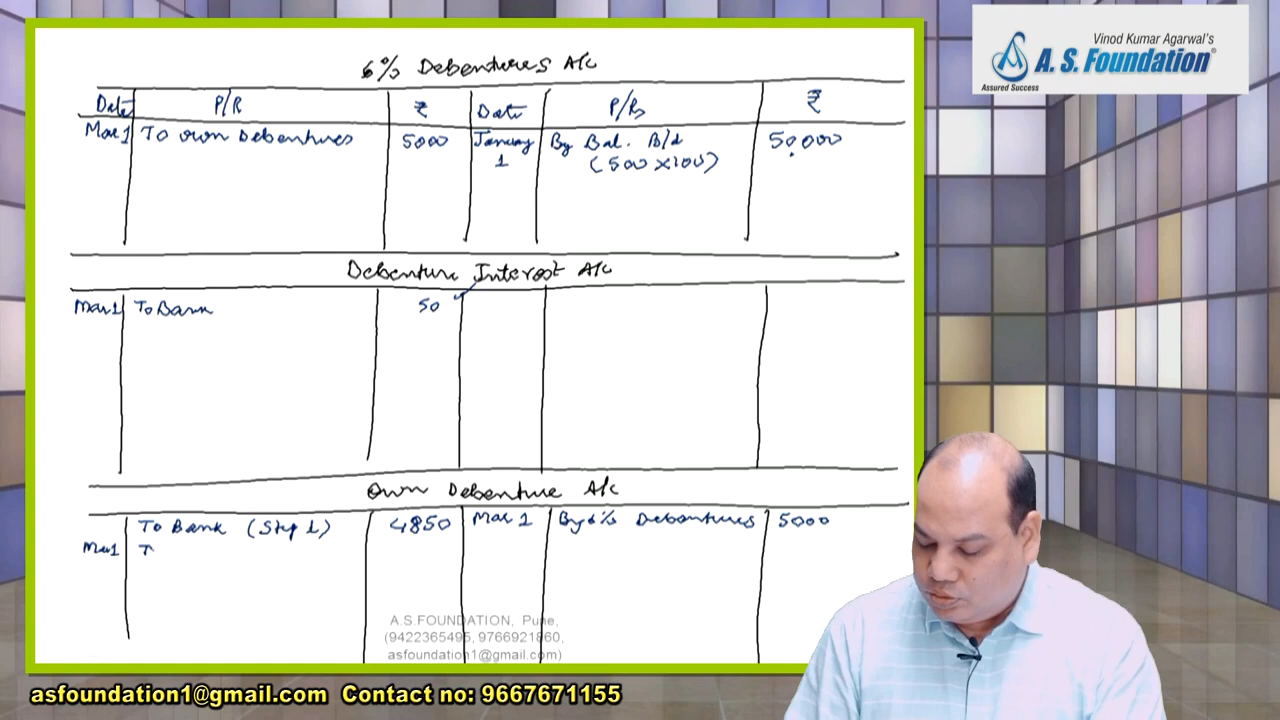 Vinod Kumar Agarwal's
A. S. Foundation®
Assured Success
6% Debentures A/c
Date P/R ₹ Date P/Rs ₹
Mar 1 To own Debentures 5000 January 1 By Bal. B/d 50,000
(500 x 100)
Debenture Interest A/c
Mar 1 To Bank 50
Own Debenture A/c
To Bank (Step 1) 4850 Mar 1 By 6% Debentures 5000
Mar 1 T
A.S.FOUNDATION, Pune,
(9422365495, 9766921860,
asfoundation1@gmail.com)
asfoundation1@gmail.com Contact no: 9667671155